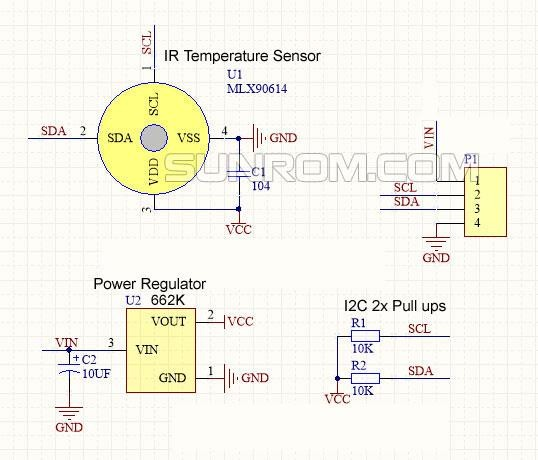 SCL
IR Temperature Sensor
U1
MLX90614
1
SCL
SDA
2
SDA
VSS
4
GND
VDD
3
C1
104
VCC
SUNROM.COM
VIN
P1
1
SCL
2
SDA
3
4
GND
Power Regulator
U2
662K
VOUT
2
VCC
VIN
3
VIN
C2
10UF
GND
1
GND
GND
I2C 2x Pull ups
R1
SCL
10K
R2
SDA
10K
VCC